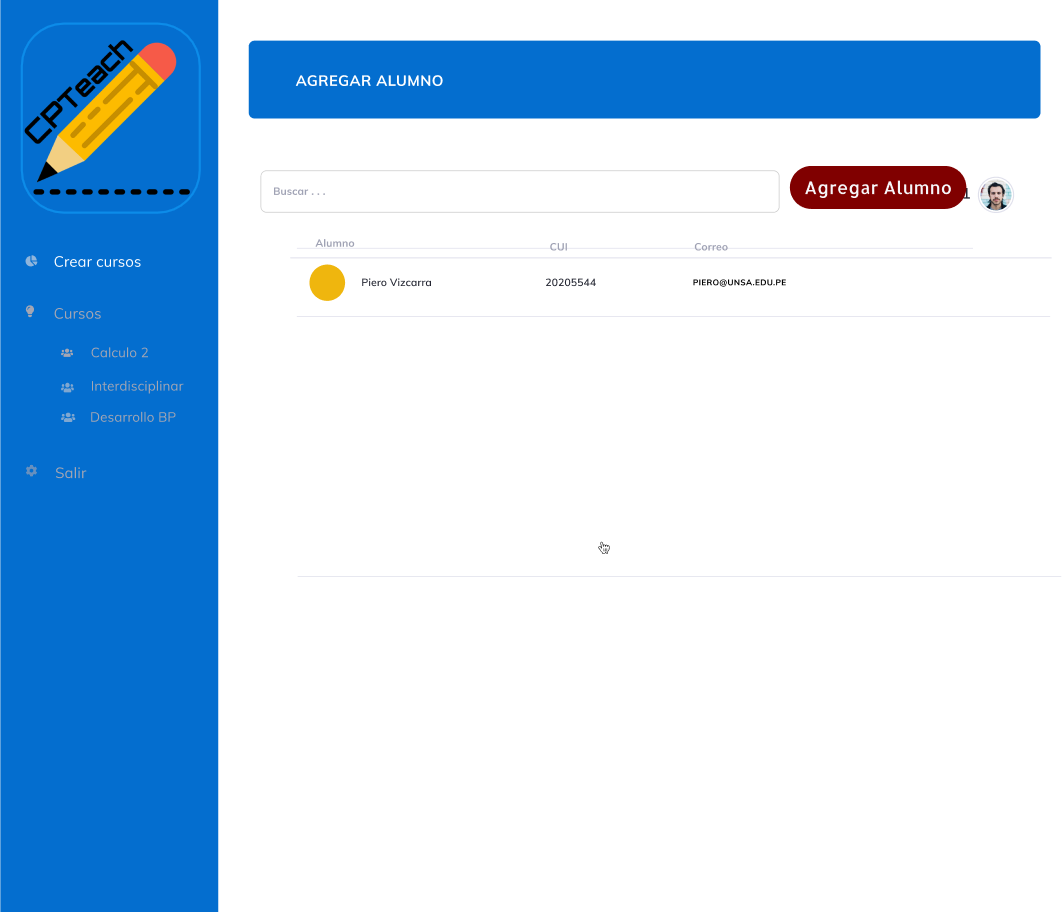 CPTeach
AGREGAR ALUMNO
Buscar . . .
Agregar Alumno
Alumno CUI Correo
Piero Vizcarra 20205544 PIERO@UNSA.EDU.PE
Crear cursos
Cursos
Calculo 2
Interdisciplinar
Desarrollo BP
Salir